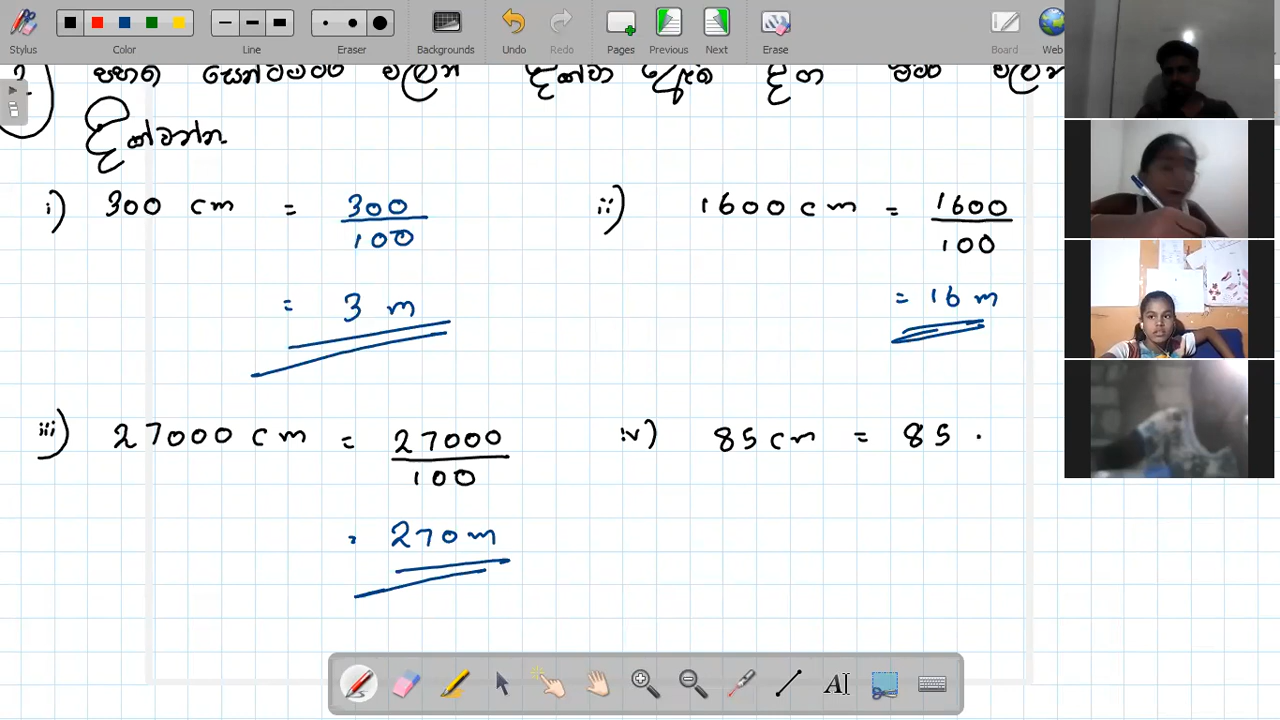 Stylus Color Line Eraser Backgrounds Undo Redo Pages Previous Next Erase Board Web
2
පහත සෙන්ටිමීටර වලින් දක්වා ඇති දිග මීටර වලින්
දක්වන්න.
i) 300 cm = 300/100 ii) 1600 cm = 1600/100
= 3 m = 16 m
iii) 27000 cm = 27000/100 iv) 85 cm = 85 .
= 270 m